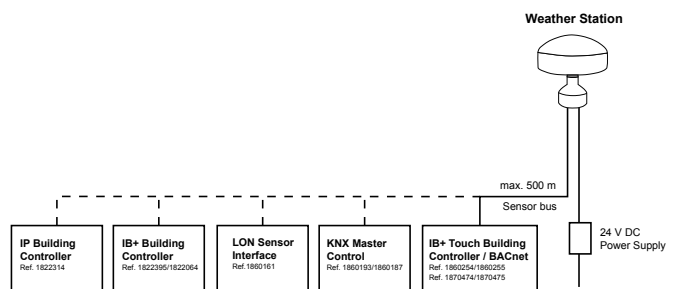 Weather Station
max. 500 m
Sensor bus
24 V DC
Power Supply
IP Building
Controller
Ref. 1822314
IB+ Building
Controller
Ref. 1822395/1822064
LON Sensor
Interface
Ref.1860161
KNX Master
Control
Ref. 1860193/1860187
IB+ Touch Building
Controller / BACnet
Ref. 1860254/1860255
Ref. 1870474/1870475